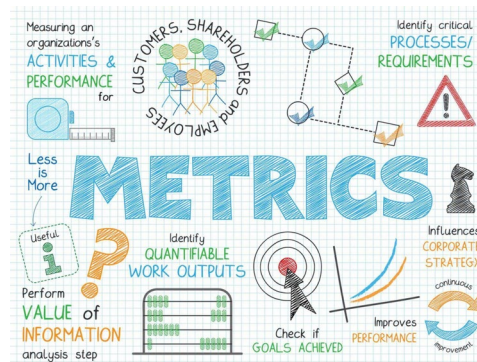 Measuring an
organizations's
ACTIVITIES &
PERFORMANCE
for
CUSTOMERS, SHAREHOLDERS and EMPLOYEES
Identify critical
PROCESSES/
REQUIREMENTS
Less
is More
METRICS
Useful
i
?
Identify
QUANTIFIABLE
WORK OUTPUTS
Influences
CORPORATE
STRATEGY
Perform
VALUE of
INFORMATION
analysis step
Check if
GOALS ACHIEVED
Improves
PERFORMANCE
continuous
improvement